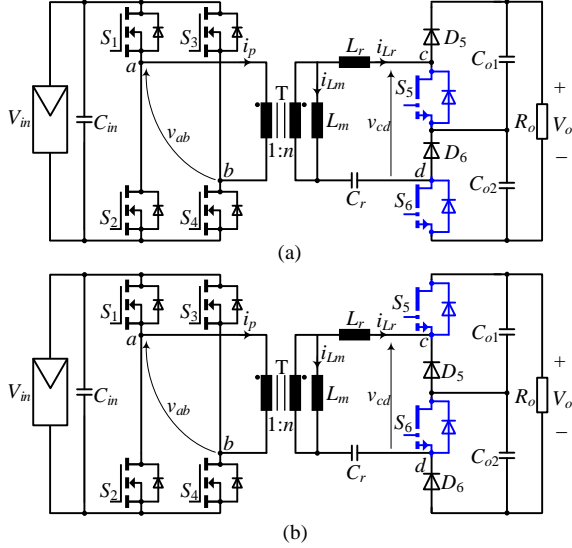 S1
S3
a
ip
Lr
iLr
c
D5
Co1
Vin
Cin
vab
T
iLm
Lm
vcd
S5
Ro
+
Vo
−
b
1:n
D6
S2
S4
Cr
d
S6
Co2
(a)
S1
S3
a
ip
Lr
iLr
S5
c
Co1
Vin
Cin
vab
T
iLm
Lm
vcd
D5
Ro
+
Vo
−
b
1:n
S6
S2
S4
Cr
d
D6
Co2
(b)